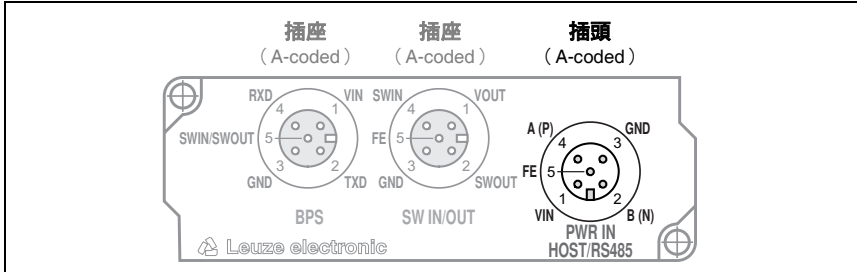 插座 插座 插頭
（A-coded） （A-coded） （A-coded）
RXD VIN SWIN VOUT
4 1 4 1
A (P) GND
4 3
SWIN/SWOUT 5 FE 5
FE 5
3 2 3 2
GND TXD GND SWOUT
1 2
VIN B (N)
BPS SW IN/OUT PWR IN
HOST/RS485
Leuze electronic